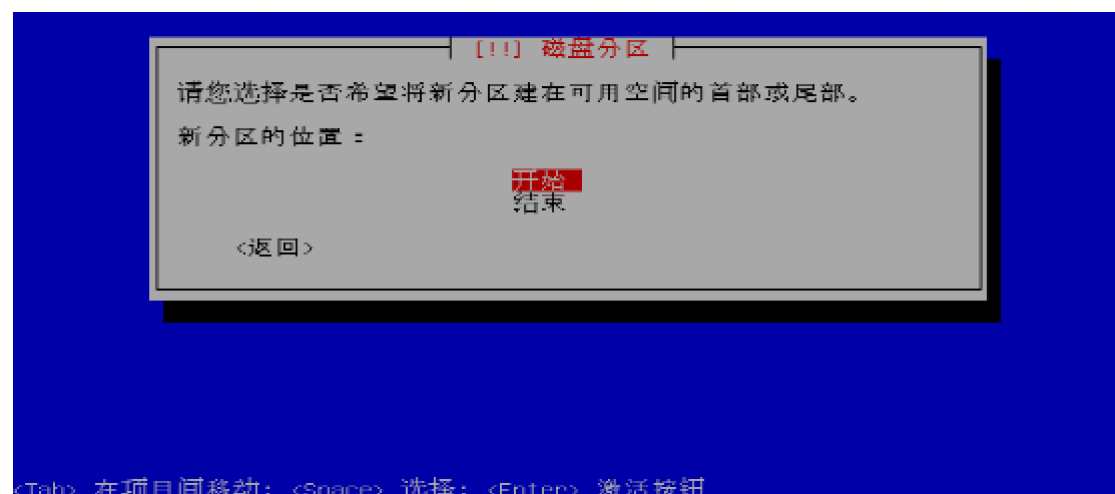 [!!] 磁盘分区
请您选择是否希望将新分区建在可用空间的首部或尾部。
新分区的位置：
开始
结束
<返回>
<Tab> 在项目间移动; <Space> 选择; <Enter> 激活按钮